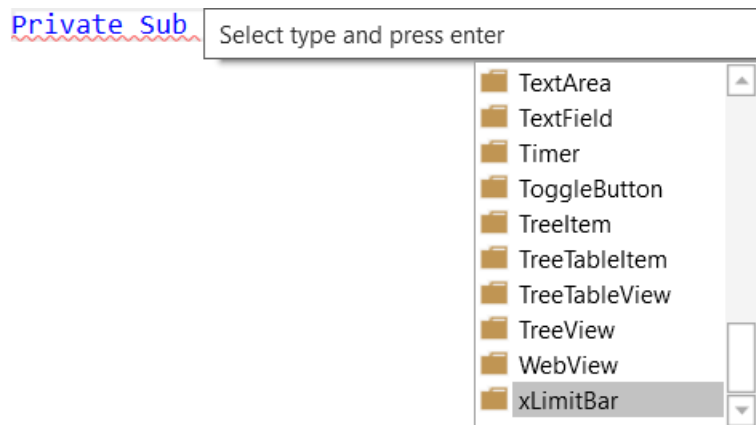 Private Sub
Select type and press enter
TextArea
TextField
Timer
ToggleButton
TreeItem
TreeTableItem
TreeTableView
TreeView
WebView
xLimitBar